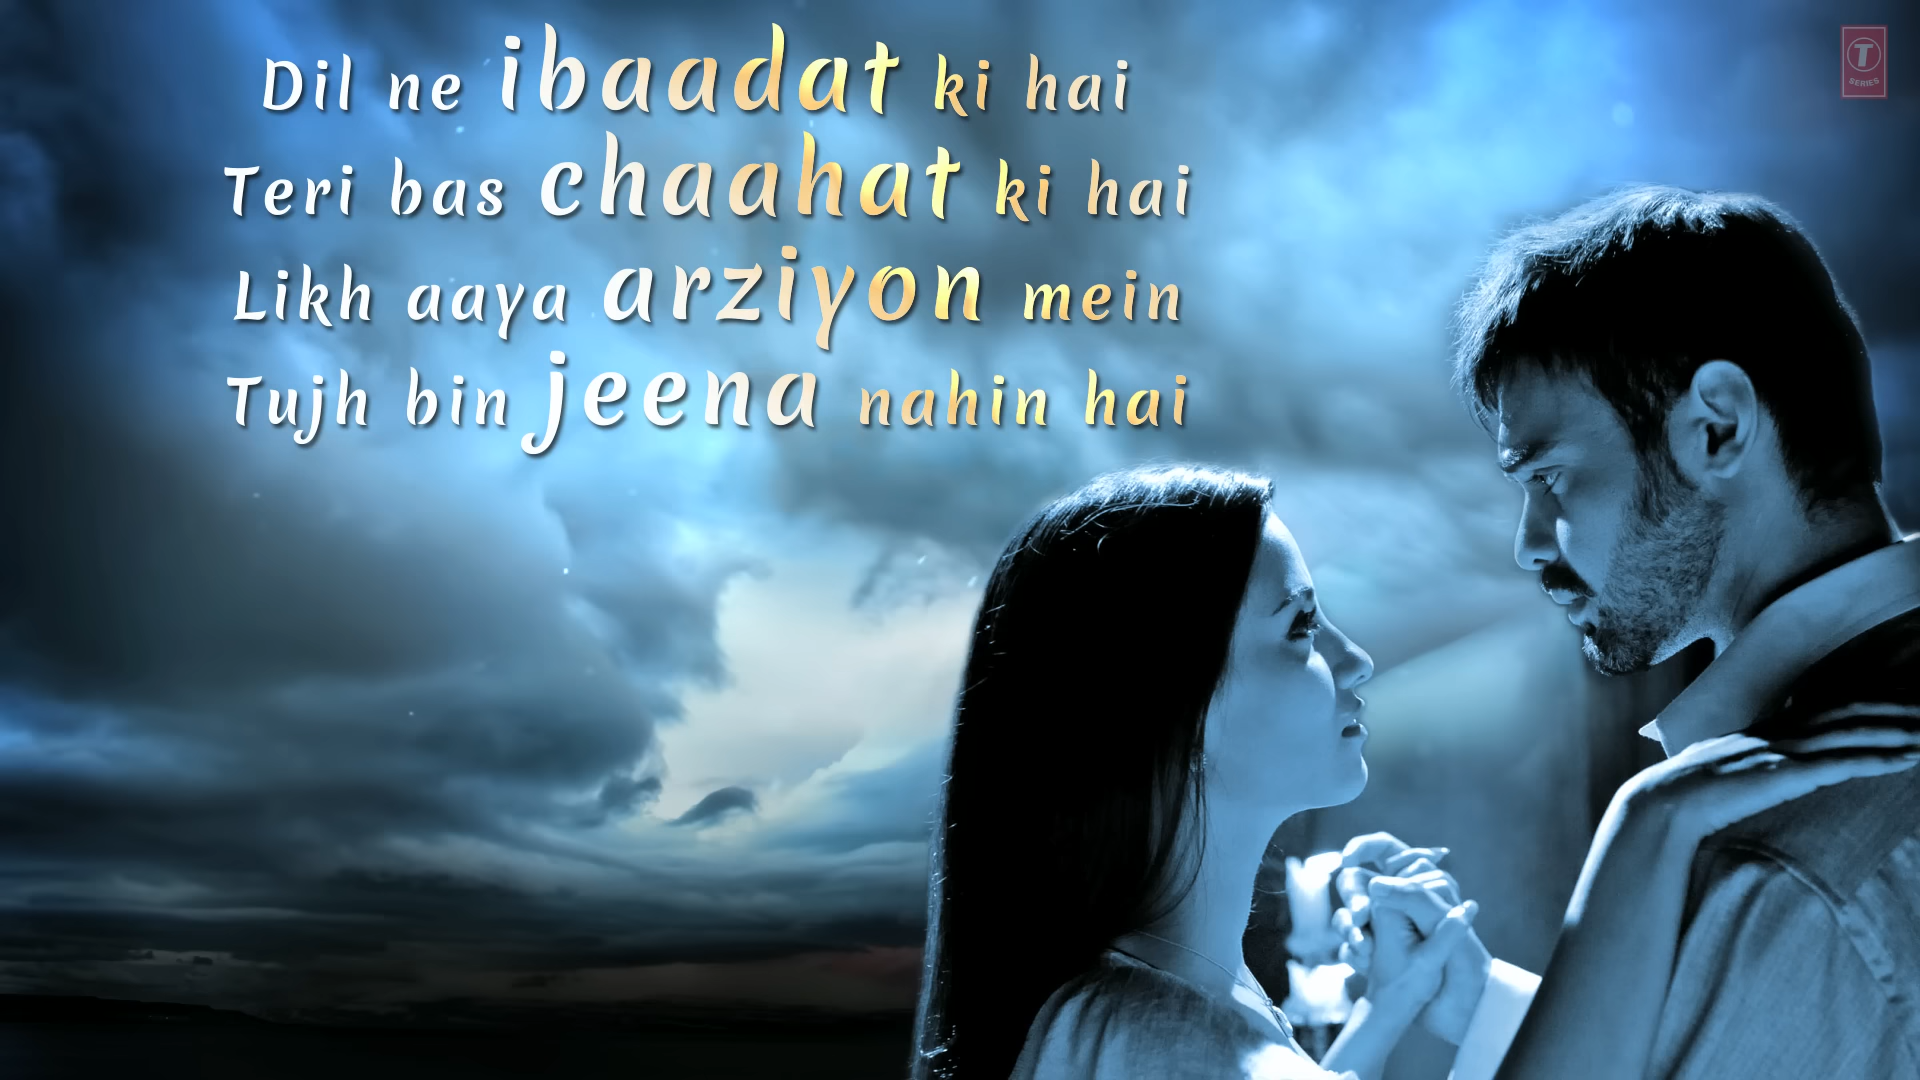 Dil ne ibaadat ki hai
Teri bas chaahat ki hai
Likh aaya arziyon mein
Tujh bin jeena nahin hai
T
SERIES